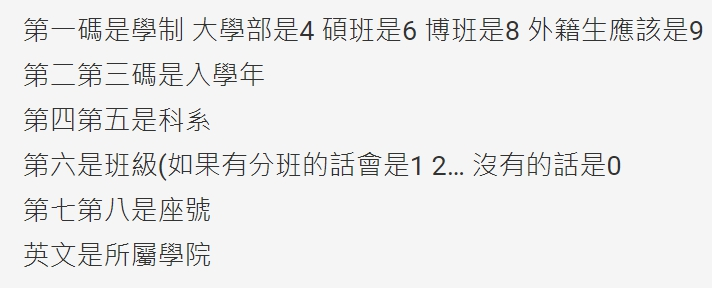 第一碼是學制 大學部是4 碩班是6 博班是8 外籍生應該是9
第二第三碼是入學年
第四第五是科系
第六是班級(如果有分班的話會是1 2... 沒有的話是0
第七第八是座號
英文是所屬學院